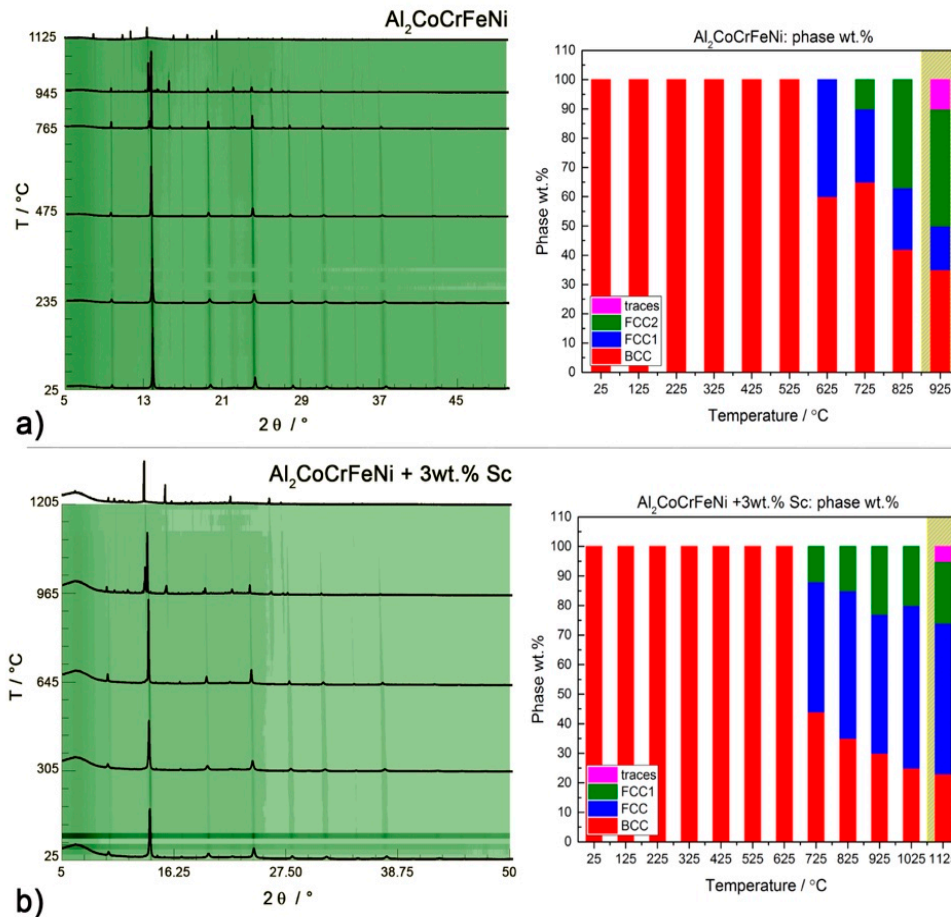 Al₂CoCrFeNi
1125
945
765
475
235
25
T / °C
5 13 21 29 37 45
2 θ / °
a)
Al₂CoCrFeNi: phase wt.%
110
100
90
80
70
60
50
40
30
20
10
0
Phase wt.%
traces
FCC2
FCC1
BCC
25 125 225 325 425 525 625 725 825 925
Temperature / °C
Al₂CoCrFeNi + 3wt.% Sc
1205
965
645
305
25
T / °C
5 16.25 27.50 38.75 50
2 θ / °
b)
Al₂CoCrFeNi +3wt.% Sc: phase wt.%
110
100
90
80
70
60
50
40
30
20
10
0
Phase wt.%
traces
FCC1
FCC
BCC
25 125 225 325 425 525 625 725 825 925 1025 112
Temperature / °C